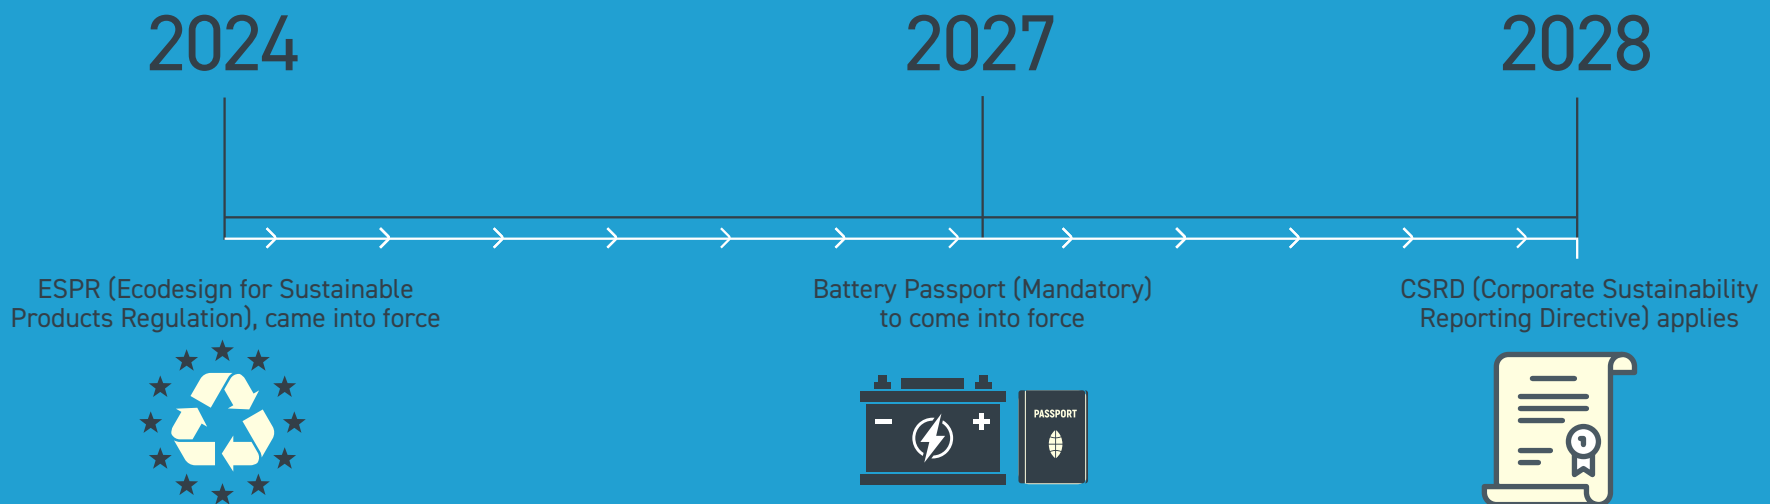 2024
2027
2028
ESPR (Ecodesign for Sustainable
Products Regulation), came into force
Battery Passport (Mandatory)
to come into force
CSRD (Corporate Sustainability
Reporting Directive) applies
PASSPORT
1